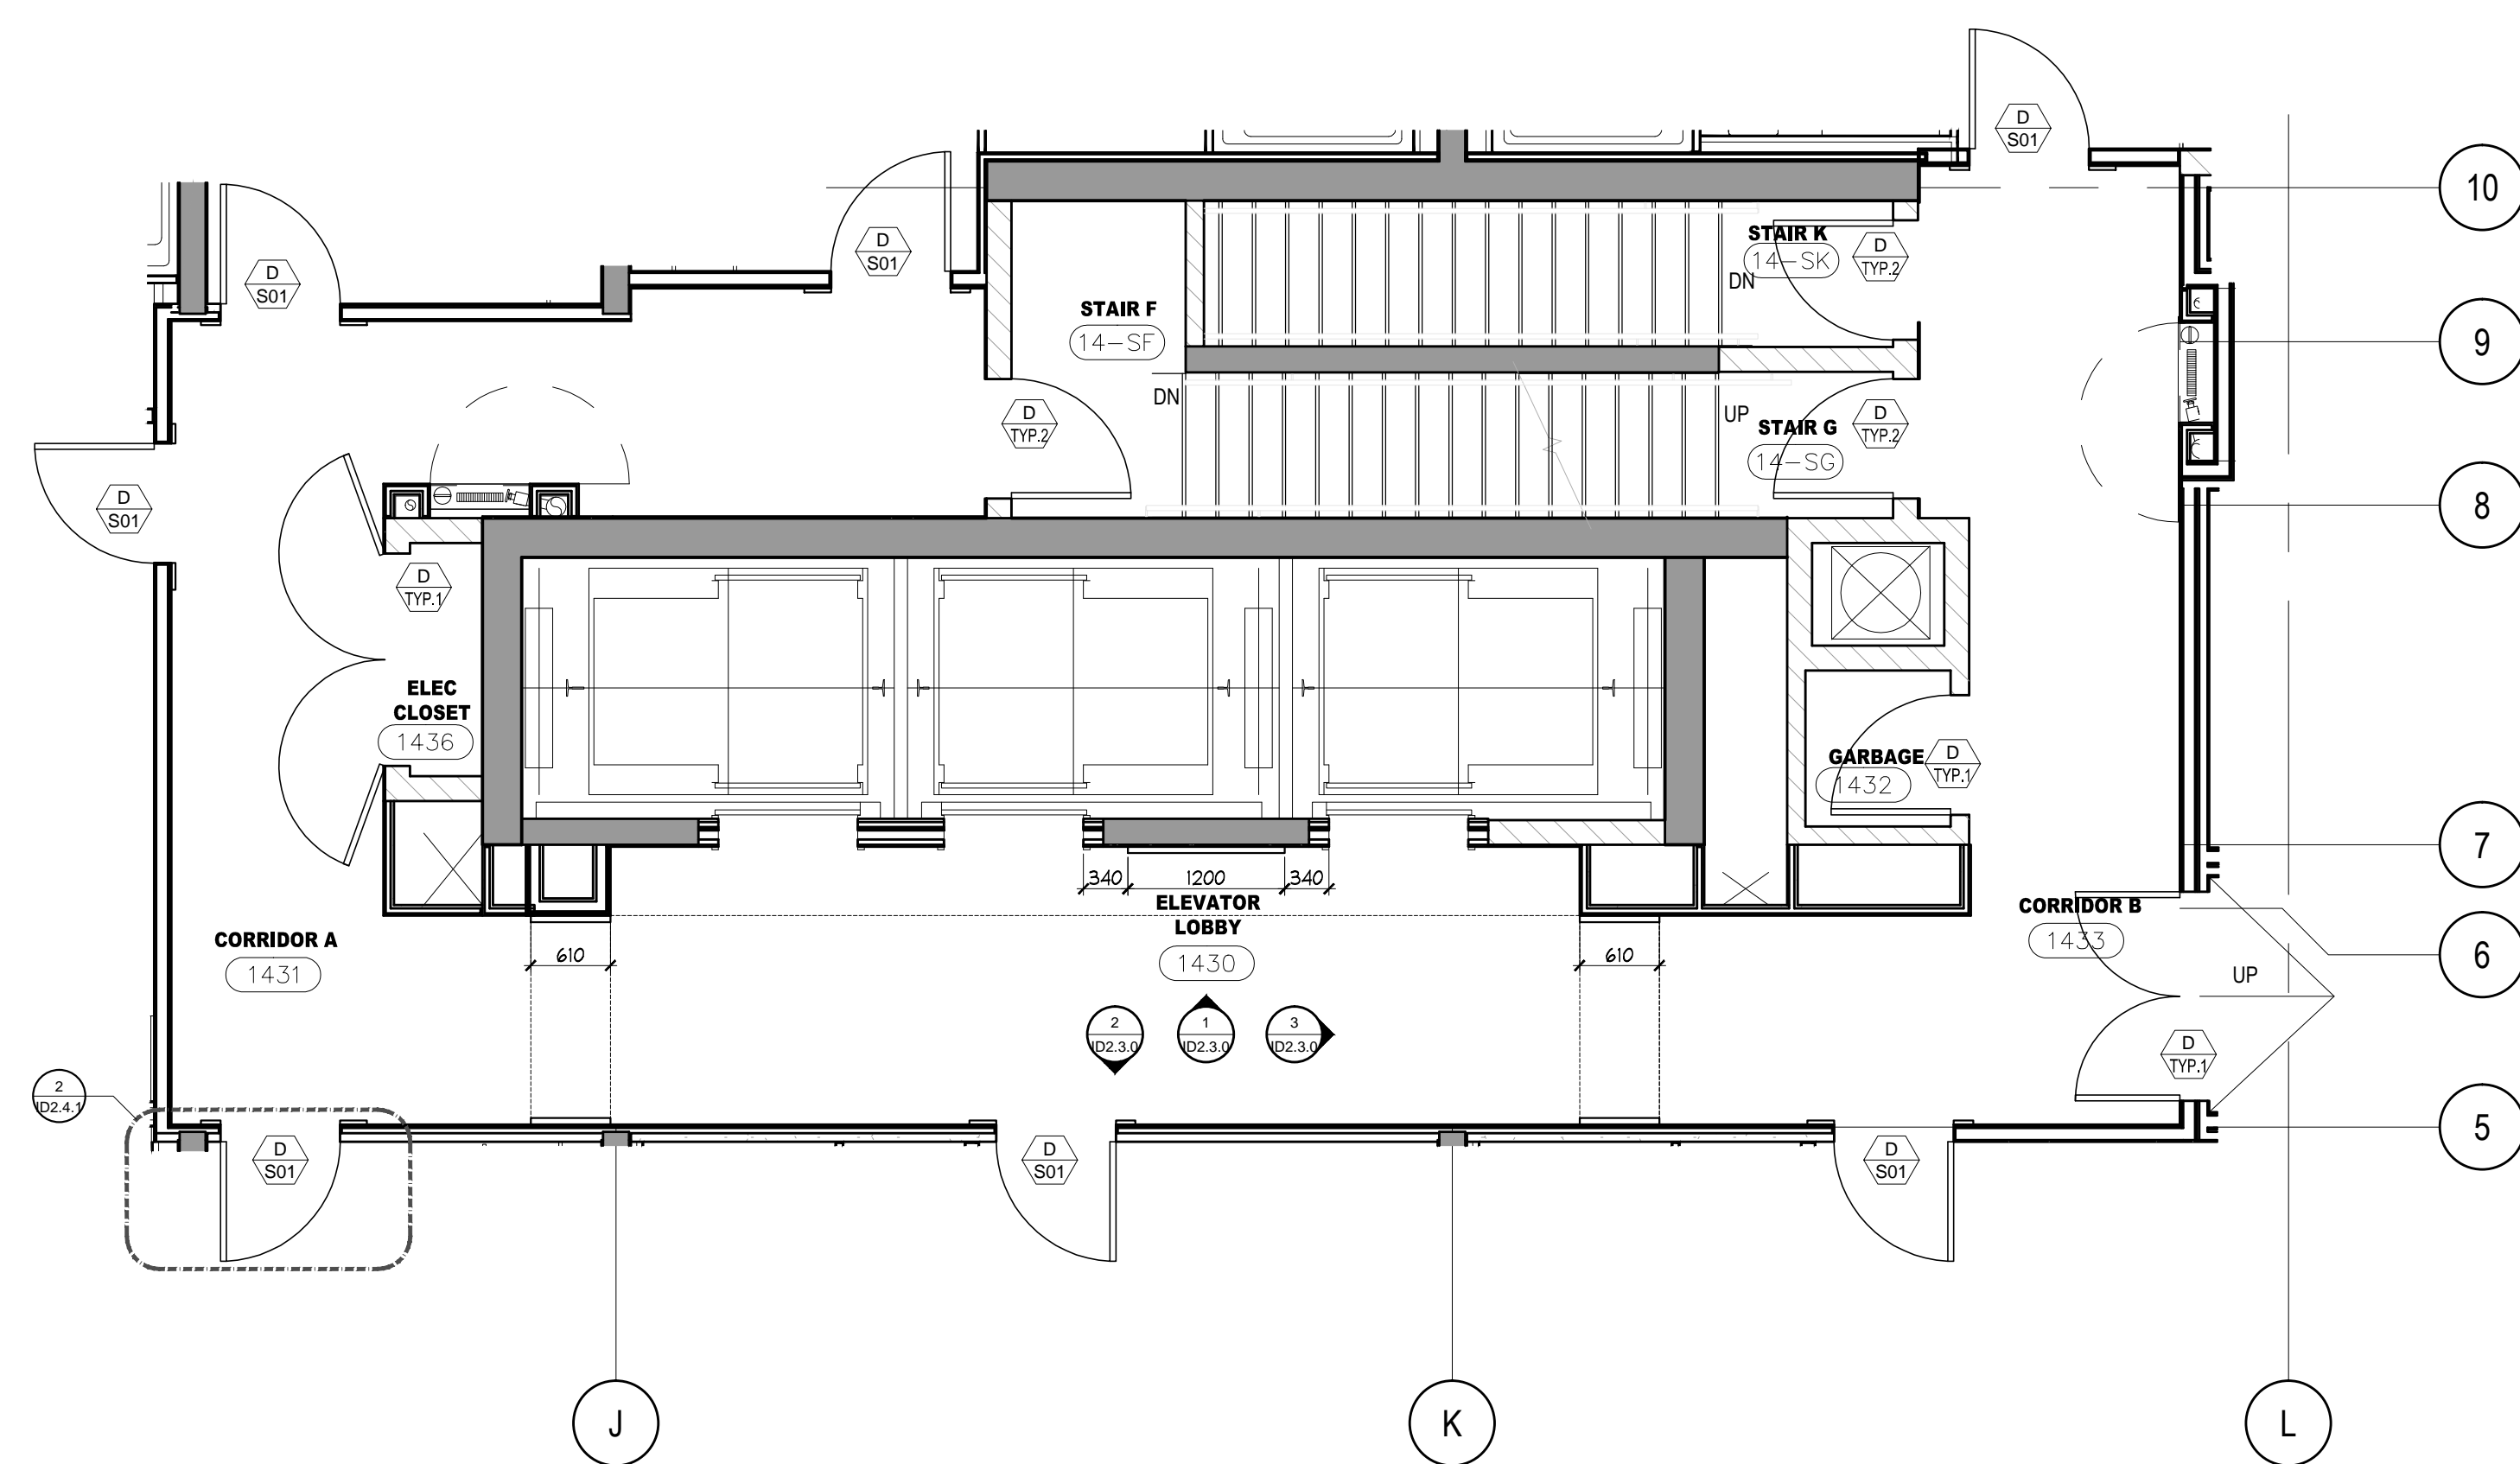 D
S01
10
D
S01
STAIR K
14-SK
D
TYP.2
DN
D
S01
STAIR F
14-SF
9
DN
D
TYP.2
UP
STAIR G
14-SG
D
TYP.2
D
S01
8
D
TYP.1
ELEC
CLOSET
1436
GARBAGE
1432
D
TYP.1
7
340
1200
340
ELEVATOR
LOBBY
1430
CORRIDOR A
1431
610
610
CORRIDOR B
1433
6
UP
2
ID2.3.0
1
ID2.3.0
3
ID2.3.0
D
TYP.1
2
ID2.4.1
5
D
S01
D
S01
D
S01
J
K
L